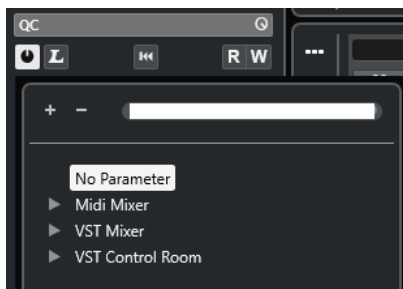 QC
L
R W
+ -
No Parameter
Midi Mixer
VST Mixer
VST Control Room